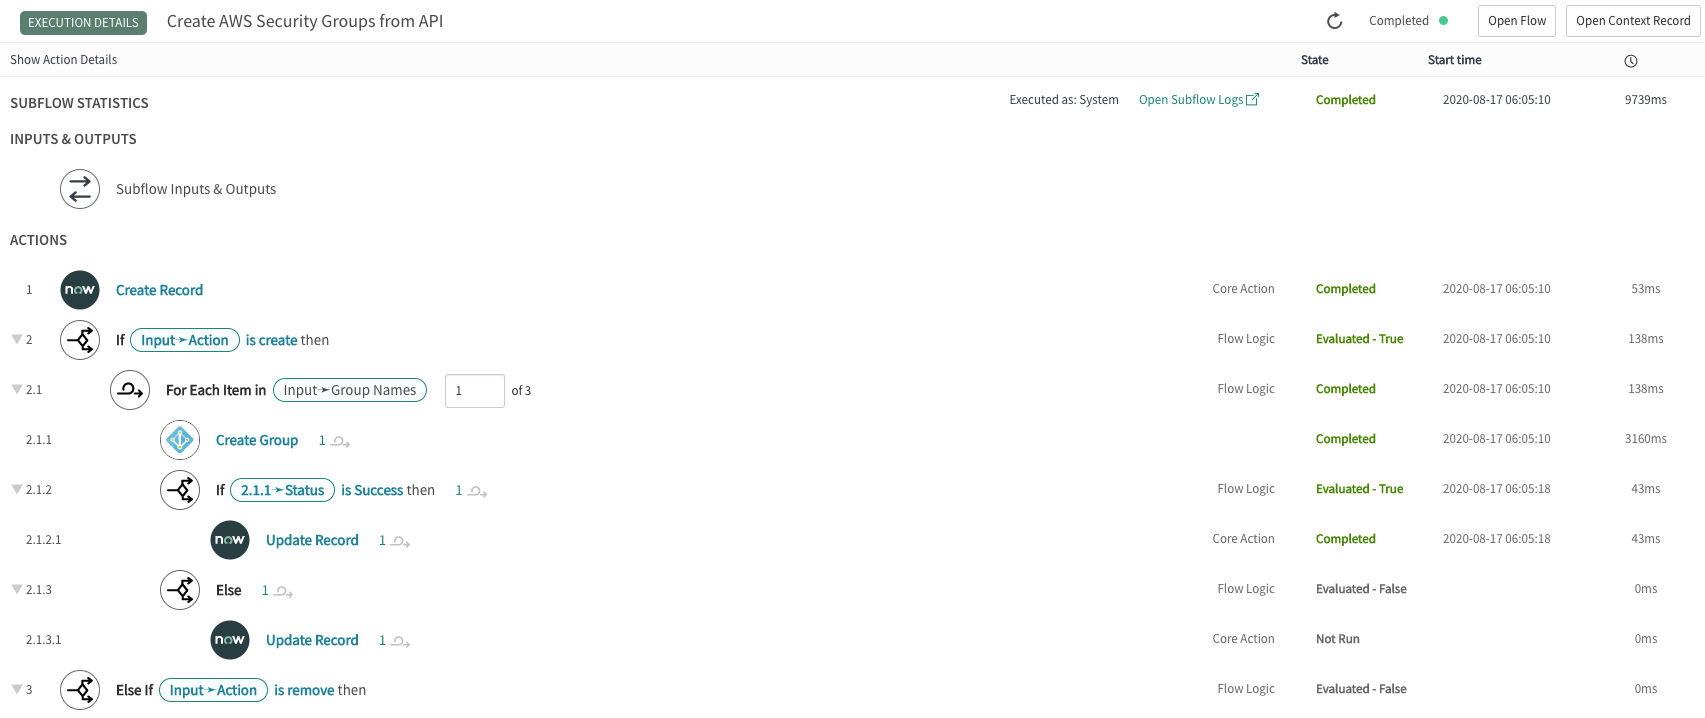 EXECUTION DETAILS Create AWS Security Groups from API Completed Open Flow Open Context Record
Show Action Details State Start time
SUBFLOW STATISTICS Executed as: System Open Subflow Logs Completed 2020-08-17 06:05:10 9739ms
INPUTS & OUTPUTS
Subflow Inputs & Outputs
ACTIONS
1 now Create Record Core Action Completed 2020-08-17 06:05:10 53ms
2 If Input➛Action is create then Flow Logic Evaluated - True 2020-08-17 06:05:10 138ms
2.1 For Each Item in Input➛Group Names 1 of 3 Flow Logic Completed 2020-08-17 06:05:10 138ms
2.1.1 Create Group 1 Completed 2020-08-17 06:05:10 3160ms
2.1.2 If 2.1.1➛Status is Success then 1 Flow Logic Evaluated - True 2020-08-17 06:05:18 43ms
2.1.2.1 now Update Record 1 Core Action Completed 2020-08-17 06:05:18 43ms
2.1.3 Else 1 Flow Logic Evaluated - False 0ms
2.1.3.1 now Update Record 1 Core Action Not Run 0ms
3 Else If Input➛Action is remove then Flow Logic Evaluated - False 0ms